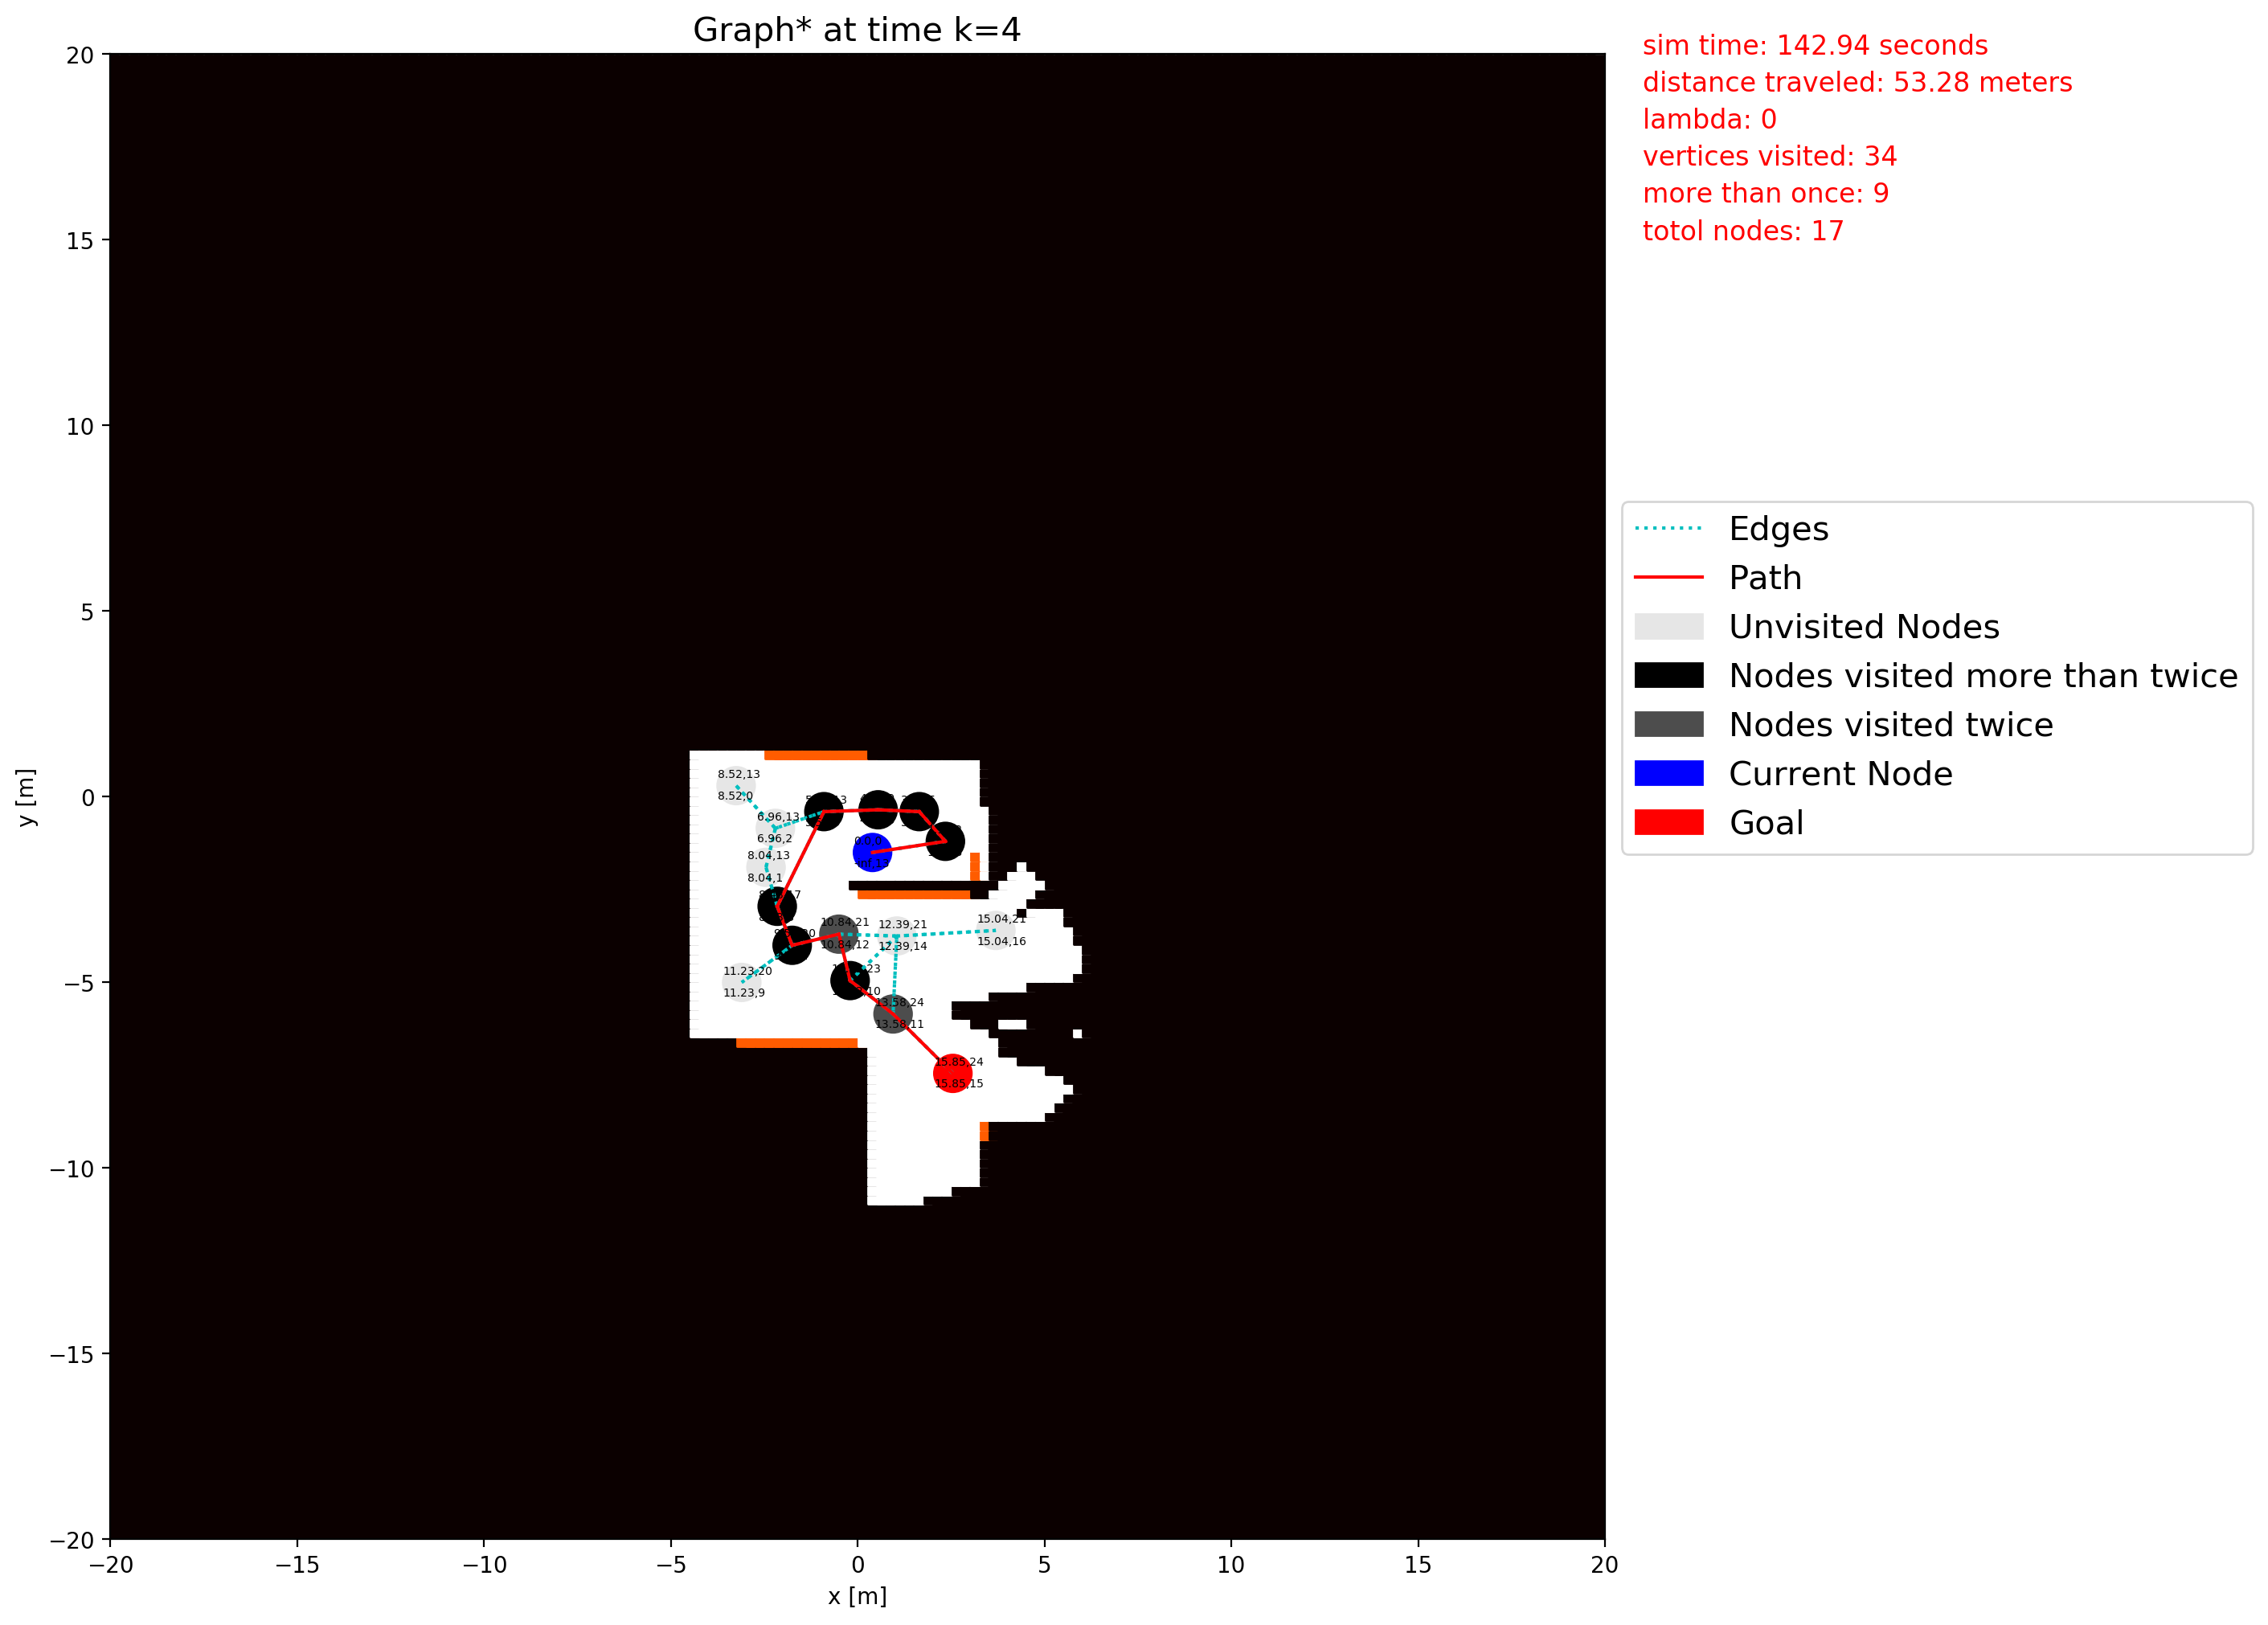 Graph* at time k=4
sim time: 142.94 seconds
distance traveled: 53.28 meters
lambda: 0
vertices visited: 34
more than once: 9
totol nodes: 17
20
15
10
5
0
−5
−10
−15
−20
y [m]
−20
−15
−10
−5
0
5
10
15
20
x [m]
Edges
Path
Unvisited Nodes
Nodes visited more than twice
Nodes visited twice
Current Node
Goal
8.52,13
8.52,0
6.96,13
6.96,2
8.04,13
8.04,1
0.0,0
10.84,21
10.84,12
12.39,21
12.39,14
15.04,21
15.04,16
11.23,20
11.23,9
13.58,24
13.58,11
15.85,24
15.85,15